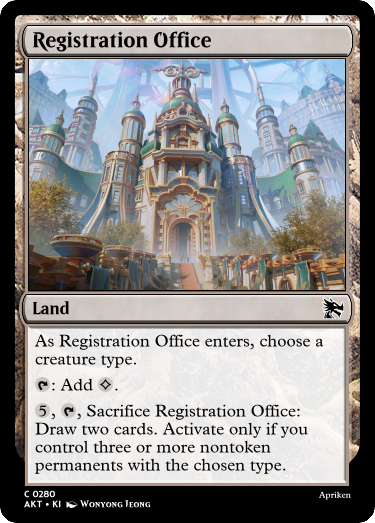 Registration Office
Land
As Registration Office enters, choose a
creature type.
: Add .
5, , Sacrifice Registration Office:
Draw two cards. Activate only if you
control three or more nontoken
permanents with the chosen type.
C 0280
Apriken
AKT • KI Wonyong Jeong